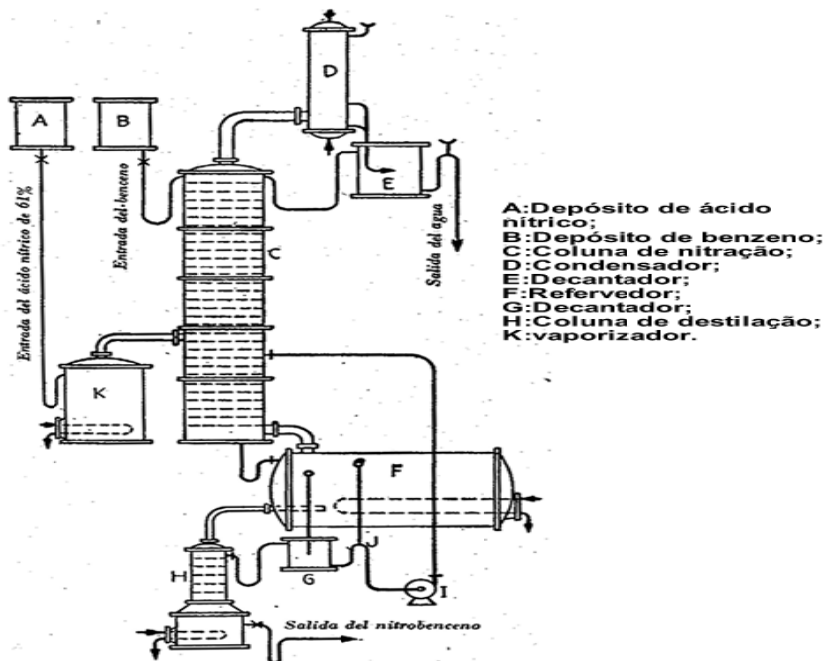 D
A
B
E
Entrada del ácido nítrico de 61%
Entrada del benceno
C
Salida del agua
K
F
H
G
J
I
Salida del nitrobenceno
A:Depósito de ácido
nítrico;
B:Depósito de benzeno;
C:Coluna de nitração;
D:Condensador;
E:Decantador;
F:Refervedor;
G:Decantador;
H:Coluna de destilação;
K:vaporizador.